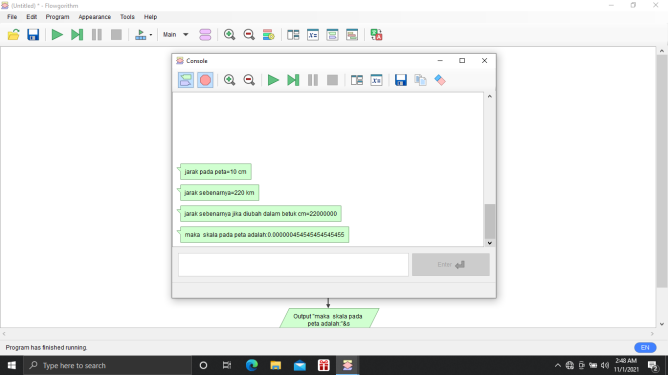 (Untitled) * - Flowgorithm
File Edit Program Appearance Tools Help
Main
Console
jarak pada peta=10 cm
jarak sebenarnya=220 km
jarak sebenarnya jika diubah dalam betuk cm=22000000
maka skala pada peta adalah:0.000000454545454545455
Enter
Output "maka skala pada
peta adalah:"&s
Program has finished running.
EN
Type here to search
2:48 AM
11/1/2021